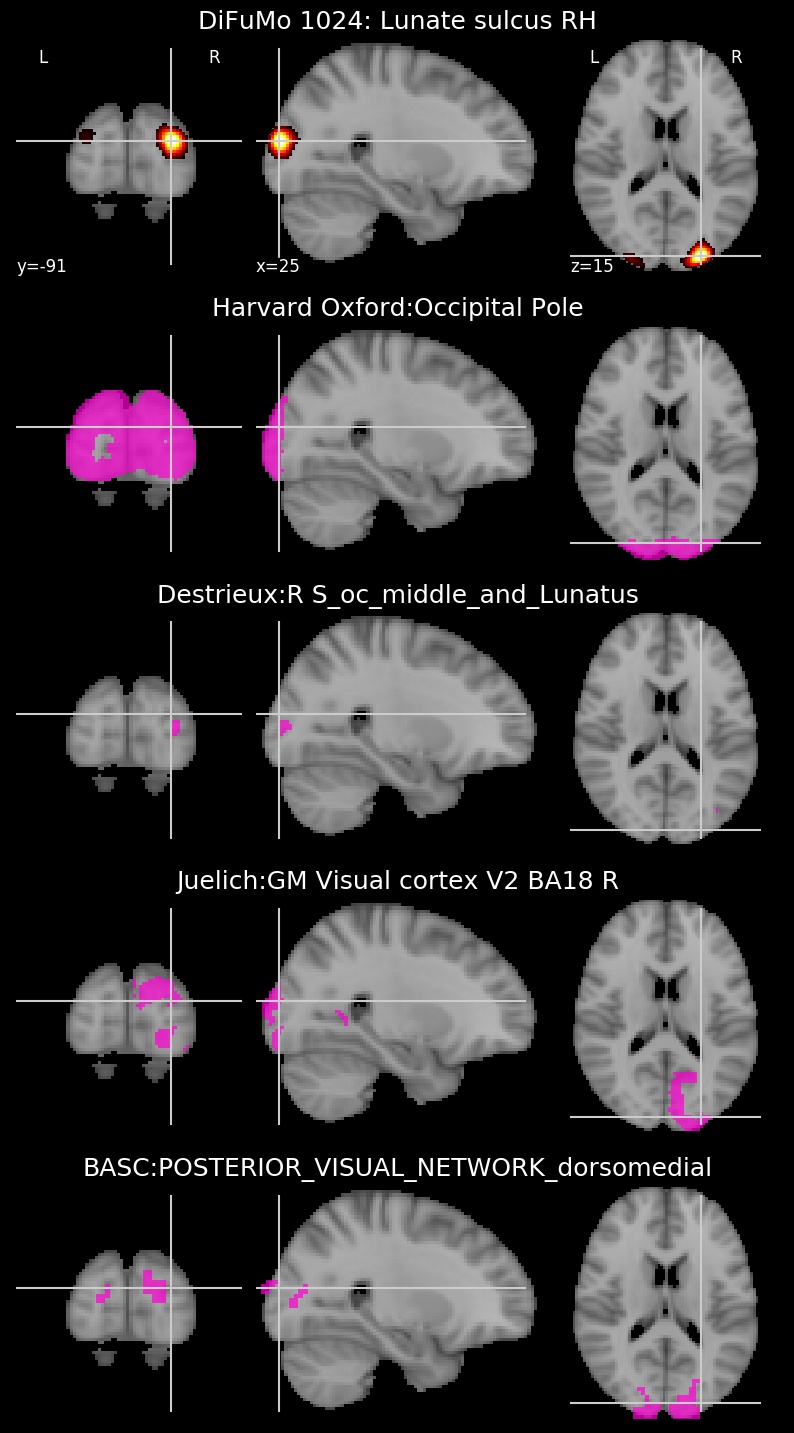 DiFuMo 1024: Lunate sulcus RH
L R L R
y=-91 x=25 z=15
Harvard Oxford:Occipital Pole
Destrieux:R S_oc_middle_and_Lunatus
Juelich:GM Visual cortex V2 BA18 R
BASC:POSTERIOR_VISUAL_NETWORK_dorsomedial